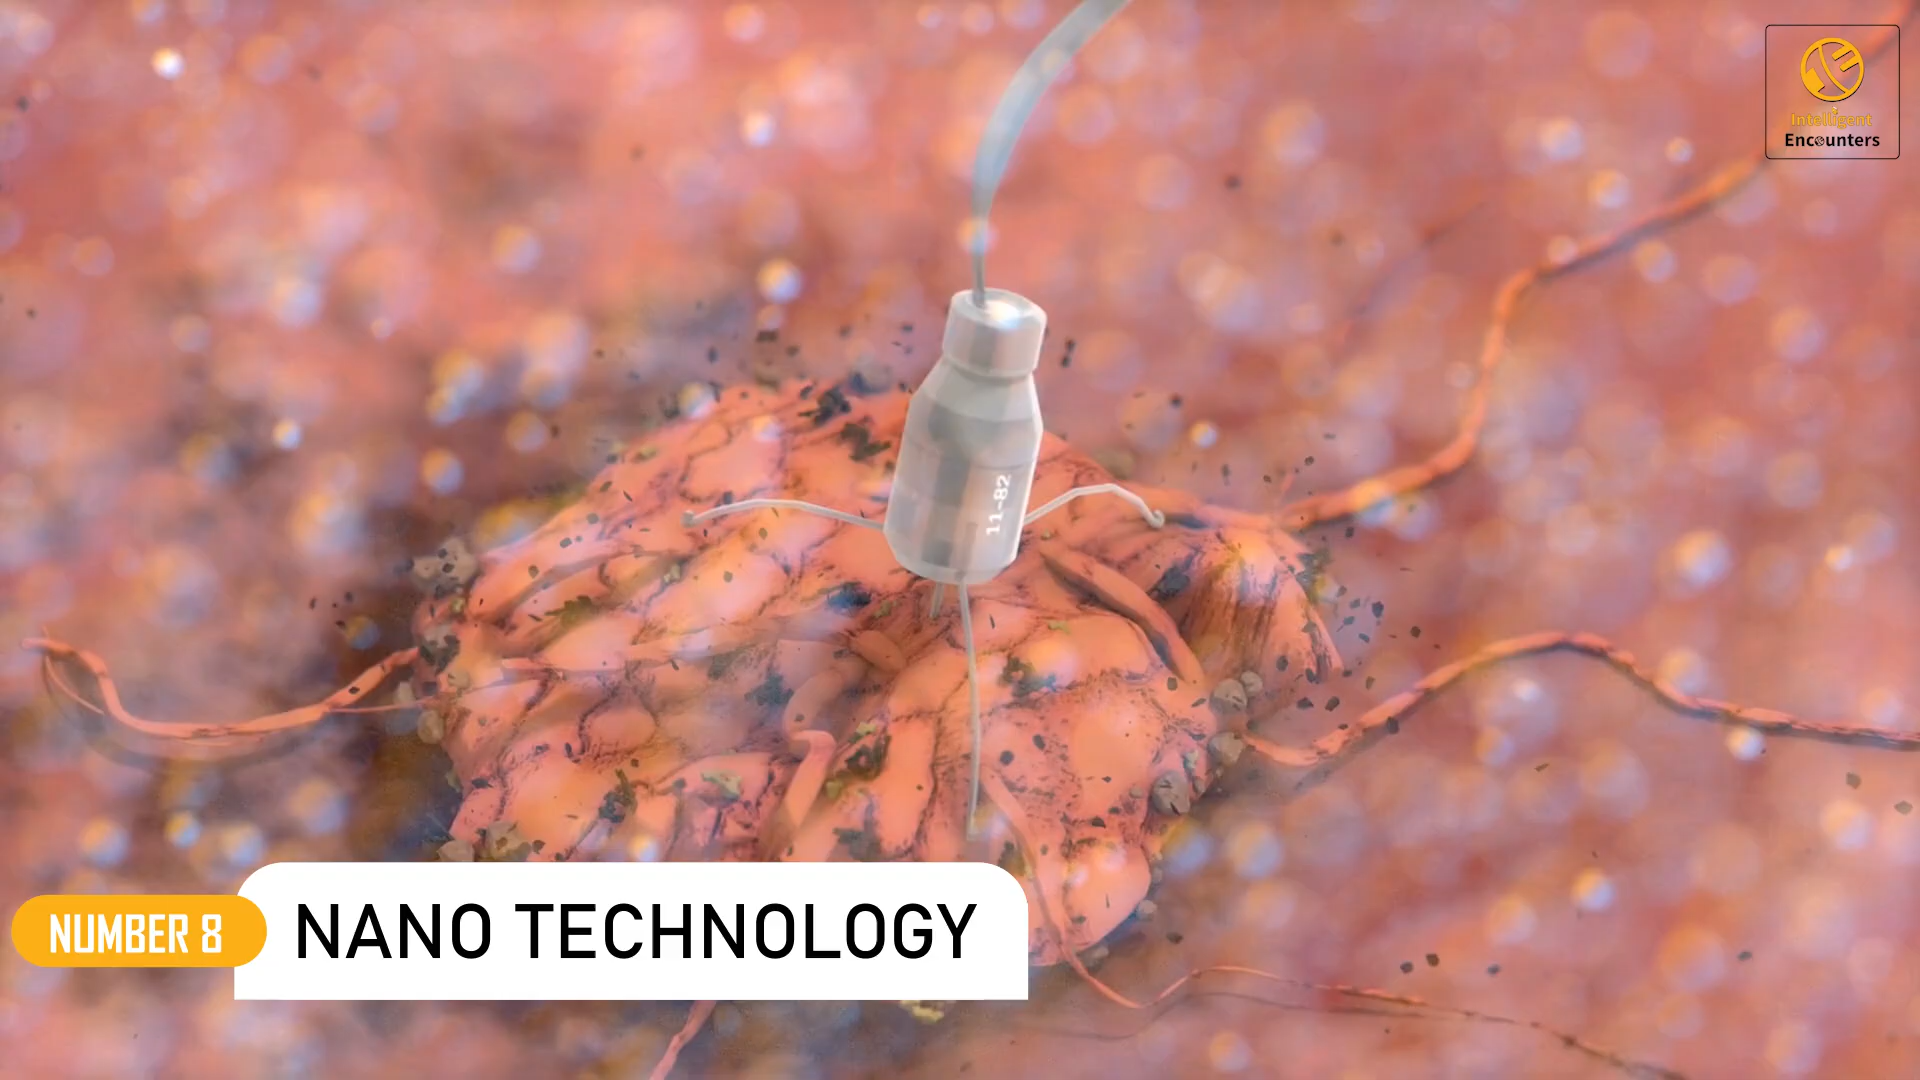 Intelligent
Encounters
11-82
NUMBER 8
NANO TECHNOLOGY